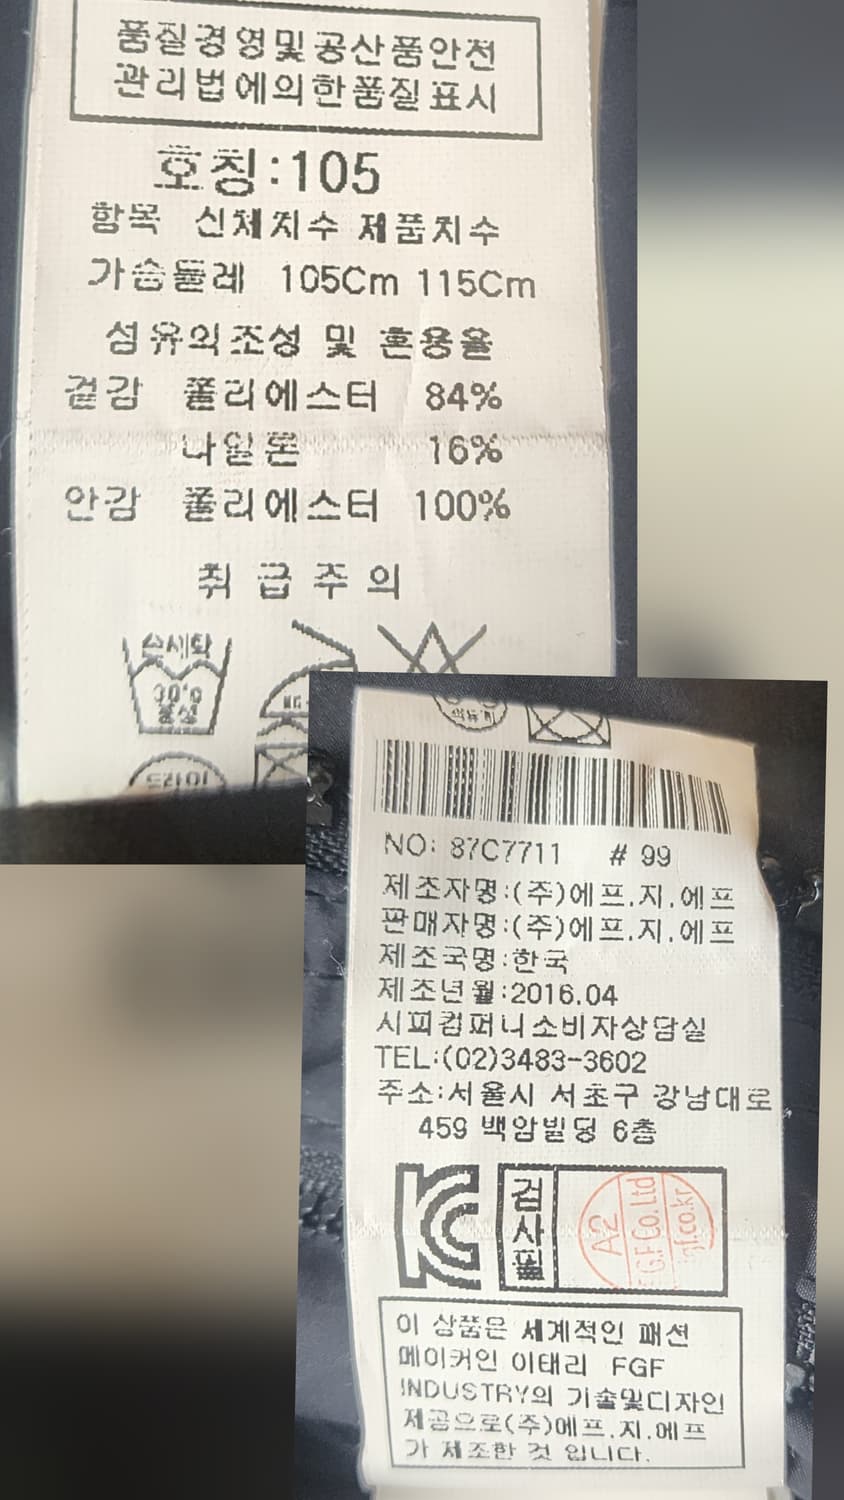 품질경영및공산품안전
관리법에의한품질표시
호칭:105
항목 신체치수 제품치수
가슴둘레 105Cm 115Cm
섬유의조성 및 혼용율
겉감 폴리에스터 84%
나일론 16%
안감 폴리에스터 100%
취급주의
손세탁
30°c
중성
드라이
석유계
NO: 87C7711 # 99
제조자명:(주)에프.지.에프
판매자명:(주)에프.지.에프
제조국명:한국
제조년월:2016.04
시피컴퍼니소비자상담실
TEL:(02)3483-3602
주소:서울시 서초구 강남대로
459 백암빌딩 6층
KC
검사필
A2
F.G.F Co.Ltd
gf.co.kr
이 상품은 세계적인 패션
메이커인 이태리 FGF
INDUSTRY의 기술및디자인
제공으로(주)에프.지.에프
가 제조한 것 입니다.